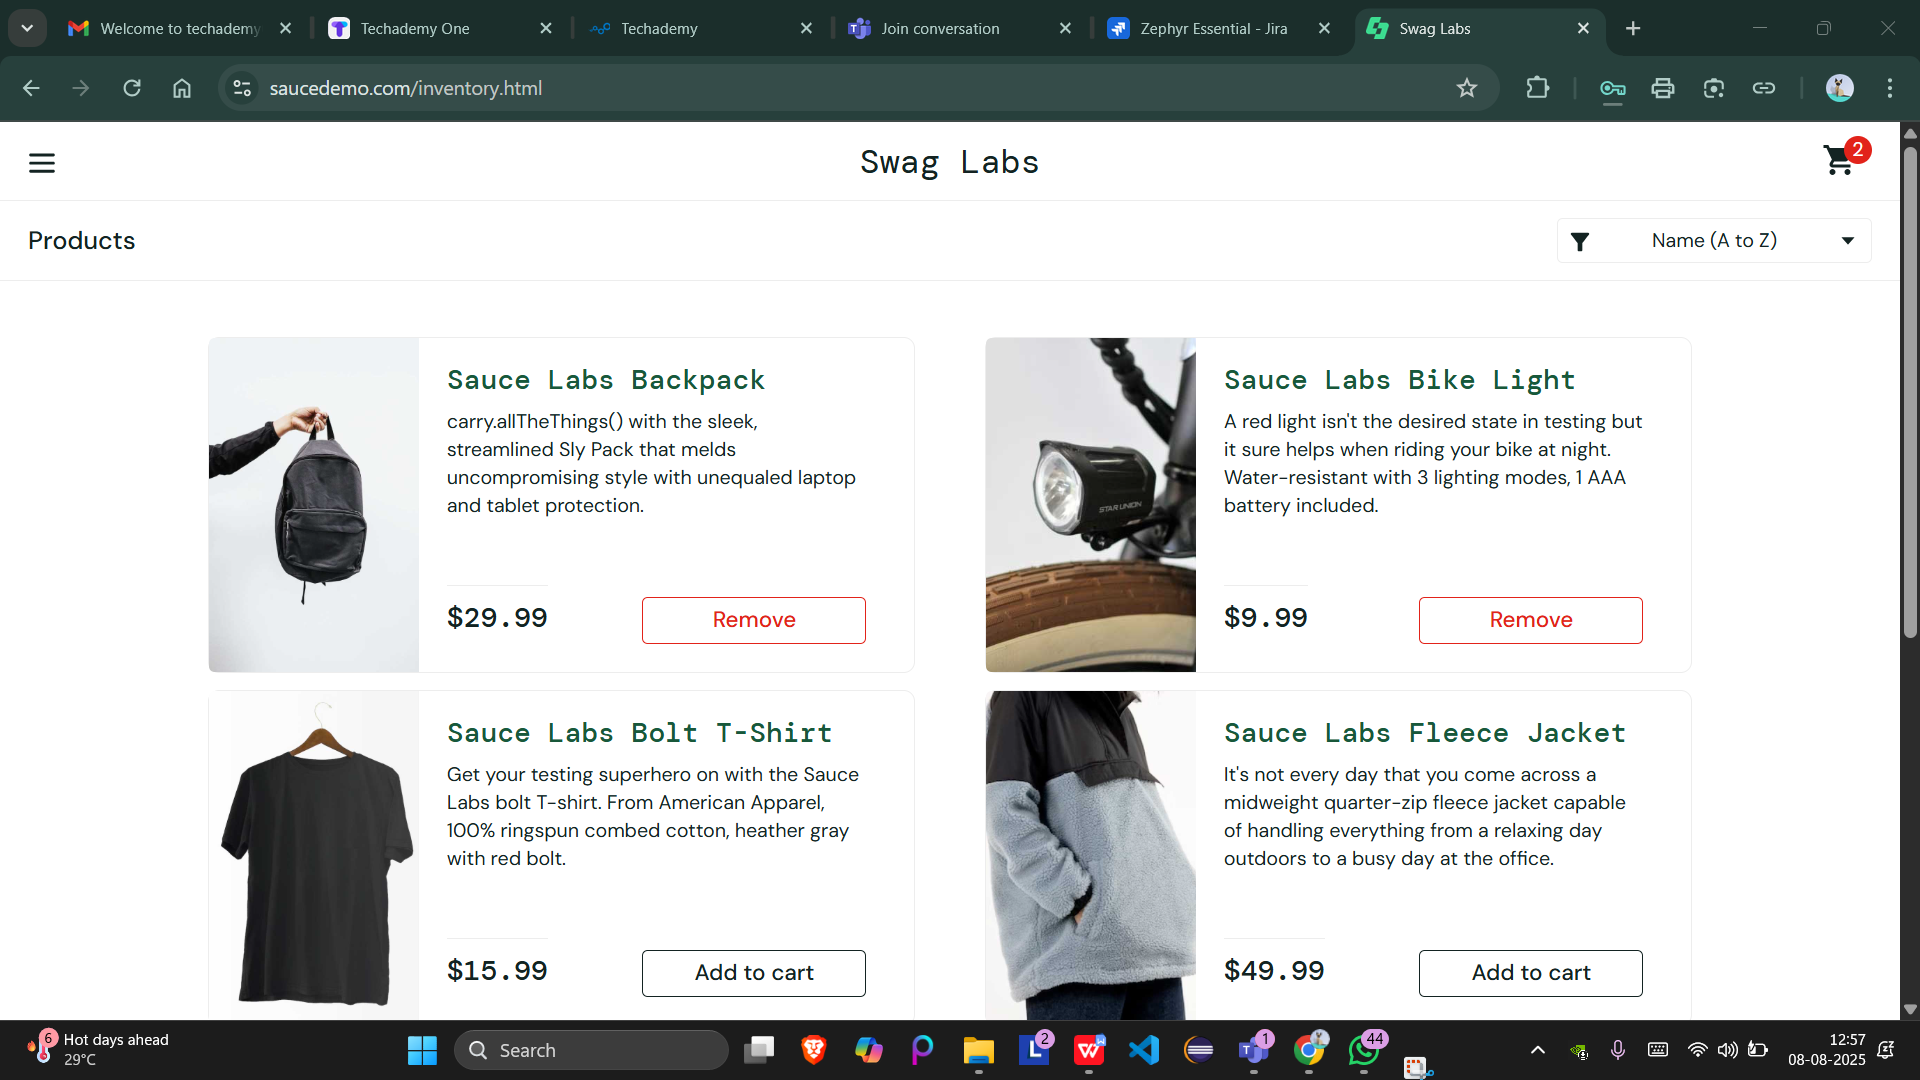 Welcome to techademy
Techademy One
Techademy
Join conversation
Zephyr Essential - Jira
Swag Labs
saucedemo.com/inventory.html
Swag Labs
2
Products
Name (A to Z)
Sauce Labs Backpack
carry.allTheThings() with the sleek,
streamlined Sly Pack that melds
uncompromising style with unequaled laptop
and tablet protection.
$29.99
Remove
Sauce Labs Bike Light
A red light isn't the desired state in testing but
it sure helps when riding your bike at night.
Water-resistant with 3 lighting modes, 1 AAA
battery included.
STAR UNION
$9.99
Remove
Sauce Labs Bolt T-Shirt
Get your testing superhero on with the Sauce
Labs bolt T-shirt. From American Apparel,
100% ringspun combed cotton, heather gray
with red bolt.
$15.99
Add to cart
Sauce Labs Fleece Jacket
It's not every day that you come across a
midweight quarter-zip fleece jacket capable
of handling everything from a relaxing day
outdoors to a busy day at the office.
$49.99
Add to cart
6
Hot days ahead
29°C
Search
2
1
44
12:57
08-08-2025